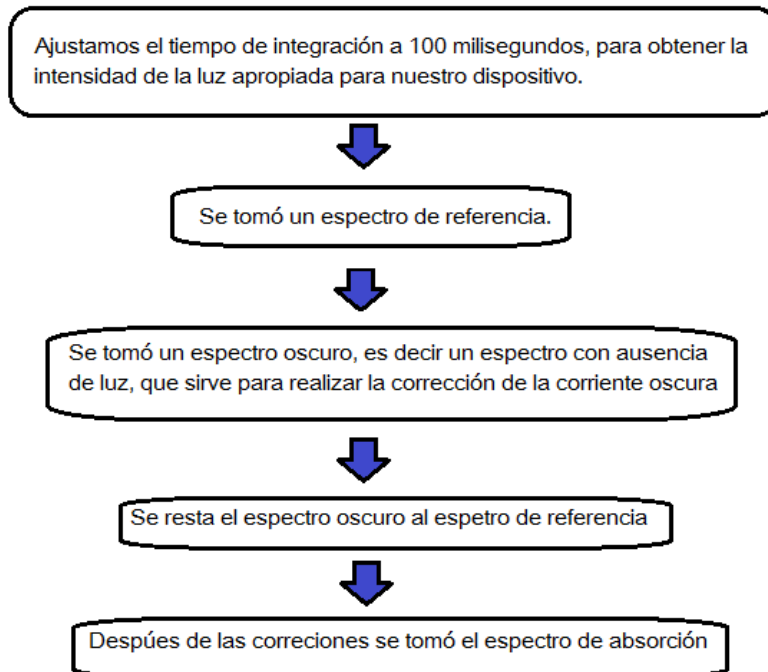 Ajustamos el tiempo de integración a 100 milisegundos, para obtener la
intensidad de la luz apropiada para nuestro dispositivo.
Se tomó un espectro de referencia.
Se tomó un espectro oscuro, es decir un espectro con ausencia
de luz, que sirve para realizar la corrección de la corriente oscura
Se resta el espectro oscuro al espetro de referencia
Despúes de las correciones se tomó el espectro de absorción